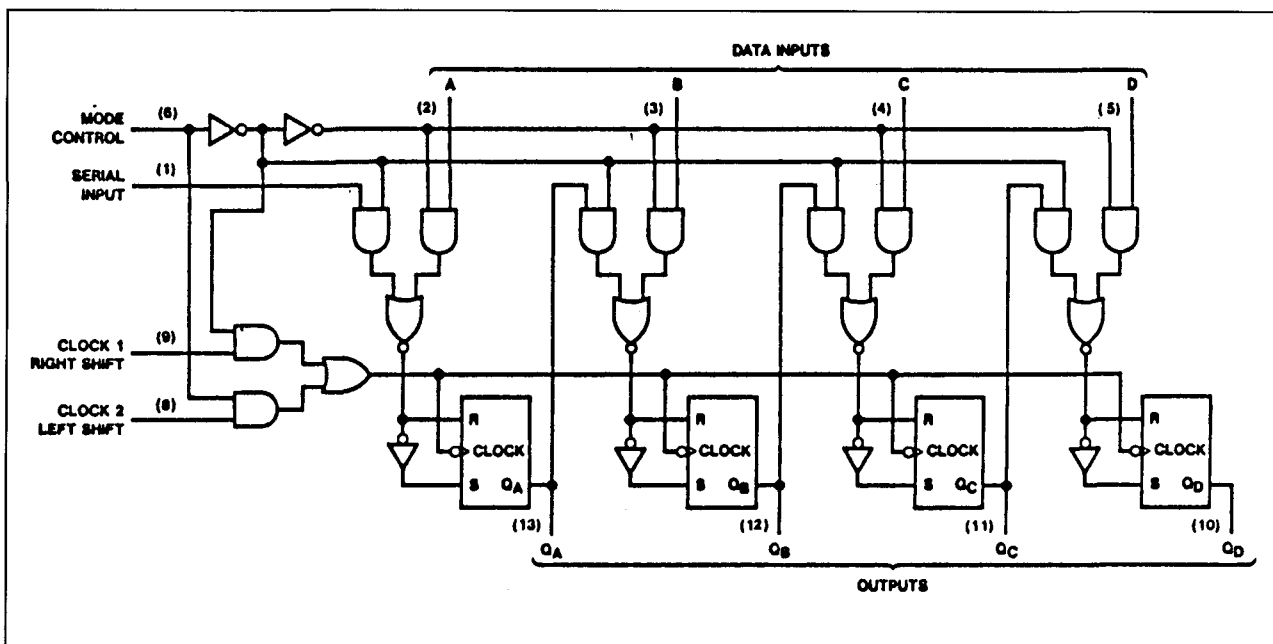 DATA INPUTS
A B C D
MODE CONTROL
(6) (2) (3) (4) (5)
SERIAL INPUT
(1)
CLOCK 1 RIGHT SHIFT
(9)
CLOCK 2 LEFT SHIFT
(8)
R R R R
CLOCK CLOCK CLOCK CLOCK
S QA S QB S QC S QD
(13) (12) (11) (10)
QA QB QC QD
OUTPUTS